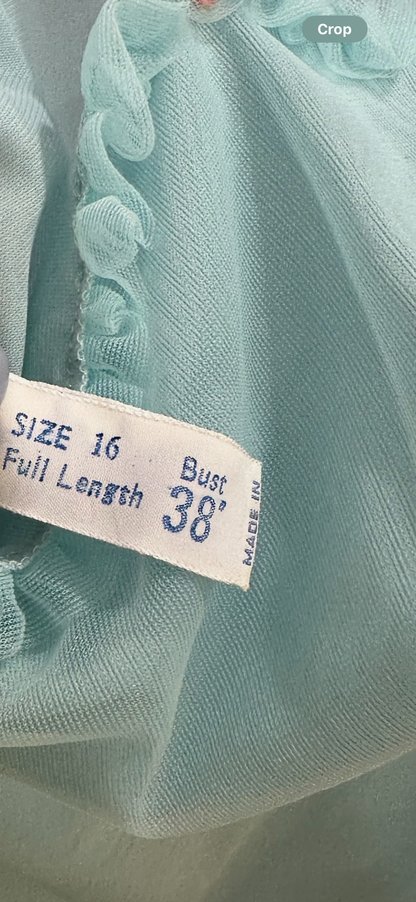 Crop
SIZE 16
Full Length
Bust
38"
MADE IN